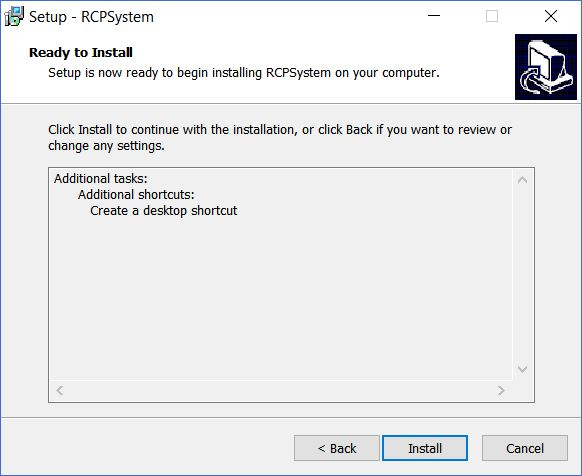 Setup - RCPSystem
Ready to Install
Setup is now ready to begin installing RCPSystem on your computer.
Click Install to continue with the installation, or click Back if you want to review or
change any settings.
Additional tasks:
Additional shortcuts:
Create a desktop shortcut
< Back
Install
Cancel